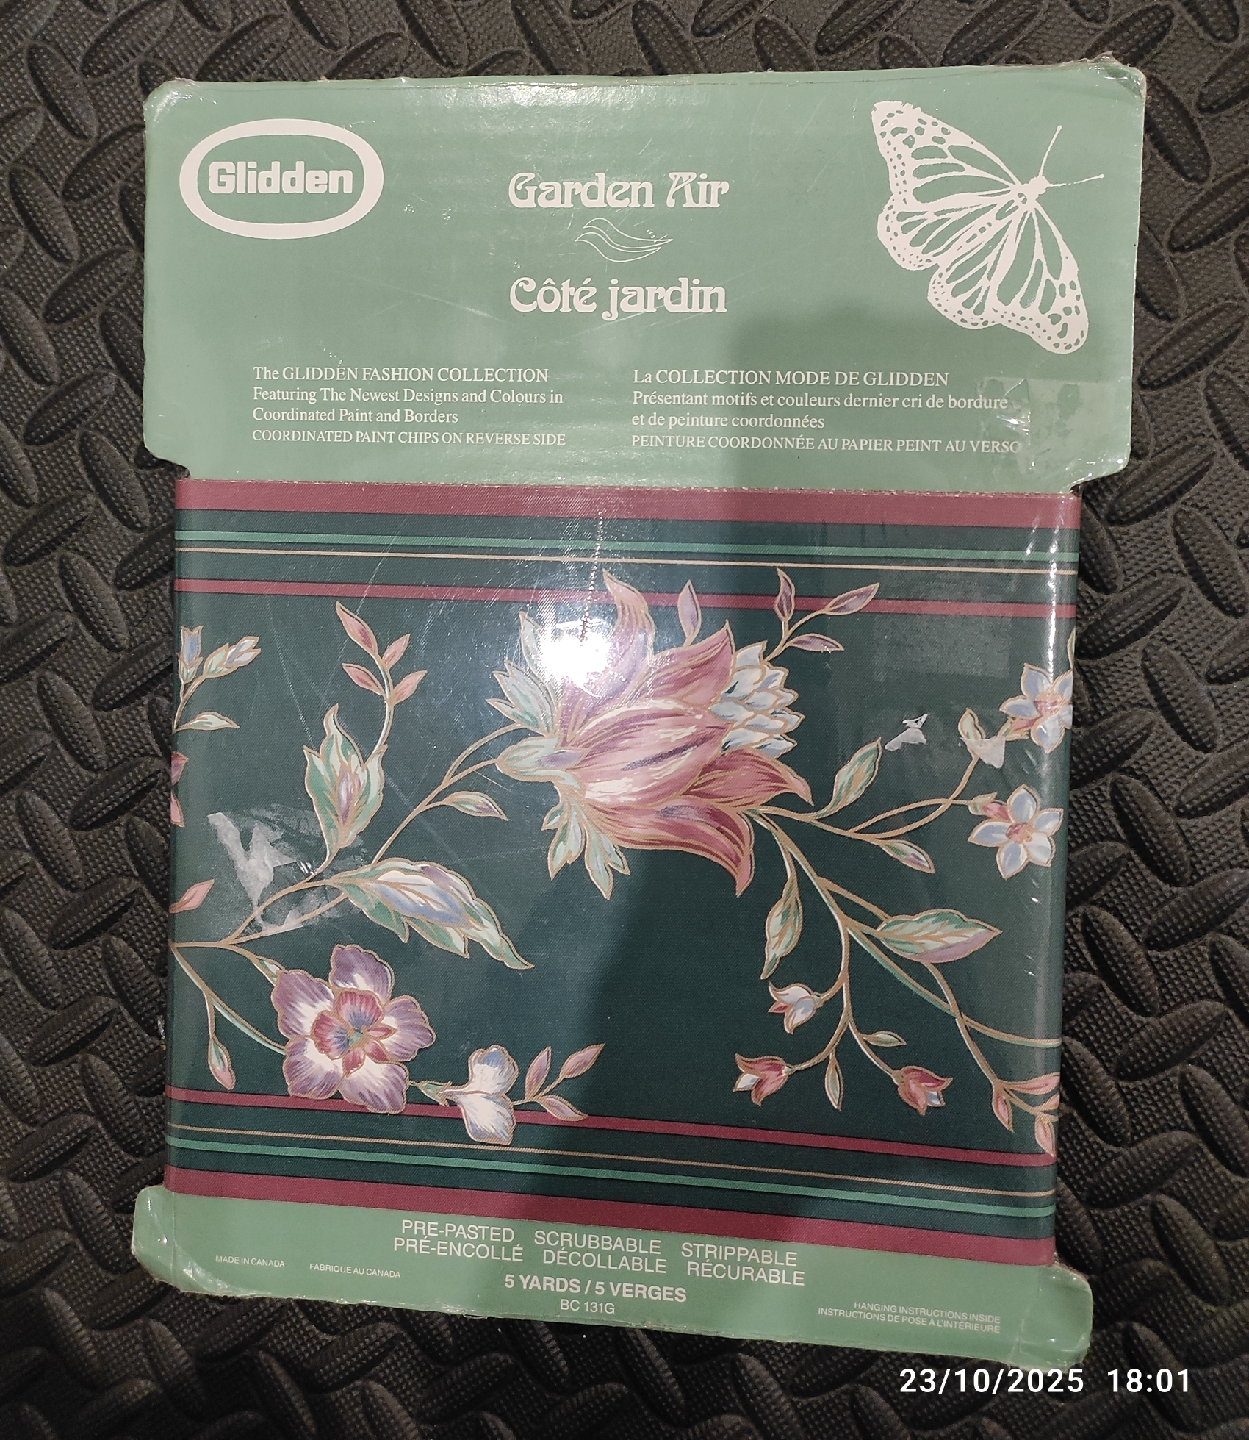 Glidden
Garden Air
Côté jardin
The GLIDDEN FASHION COLLECTION
Featuring The Newest Designs and Colours in
Coordinated Paint and Borders
COORDINATED PAINT CHIPS ON REVERSE SIDE
La COLLECTION MODE DE GLIDDEN
Présentant motifs et couleurs dernier cri de bordure
et de peinture coordonnées
PEINTURE COORDONNÉE AU PAPIER PEINT AU VERSO
PRE-PASTED SCRUBBABLE STRIPPABLE
PRÉ-ENCOLLÉ DÉCOLLABLE RÉCURABLE
MADE IN CANADA FABRIQUE AU CANADA
5 YARDS / 5 VERGES
BC 131G
HANGING INSTRUCTIONS INSIDE
INSTRUCTIONS DE POSE A L'INTÉRIEURE
23/10/2025 18:01